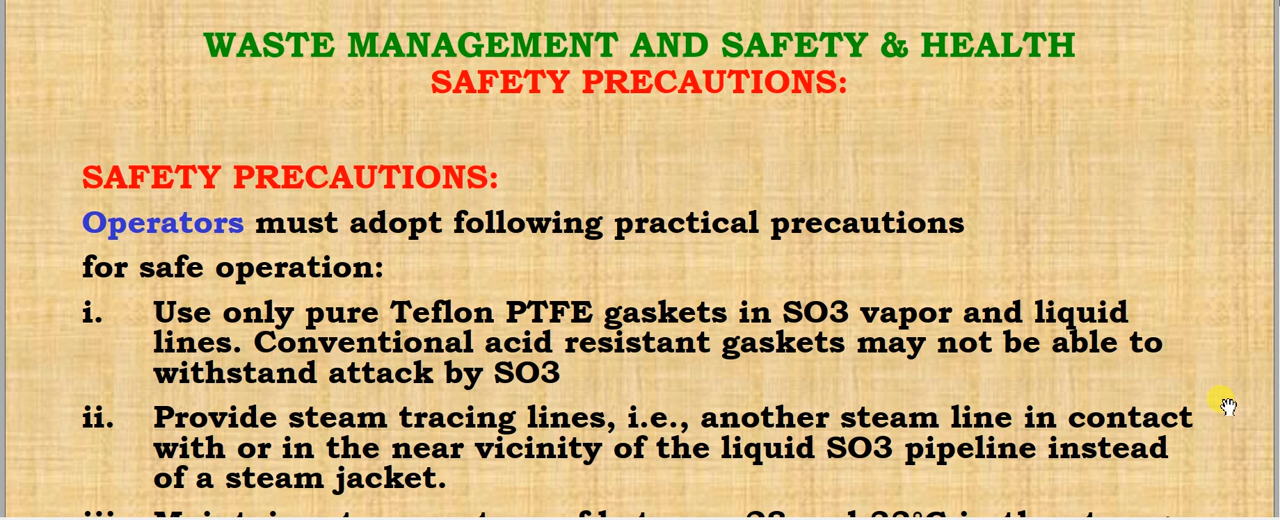 WASTE MANAGEMENT AND SAFETY & HEALTH
SAFETY PRECAUTIONS:
SAFETY PRECAUTIONS:
Operators must adopt following practical precautions
for safe operation:
i. Use only pure Teflon PTFE gaskets in SO3 vapor and liquid
lines. Conventional acid resistant gaskets may not be able to
withstand attack by SO3
ii. Provide steam tracing lines, i.e., another steam line in contact
with or in the near vicinity of the liquid SO3 pipeline instead
of a steam jacket.